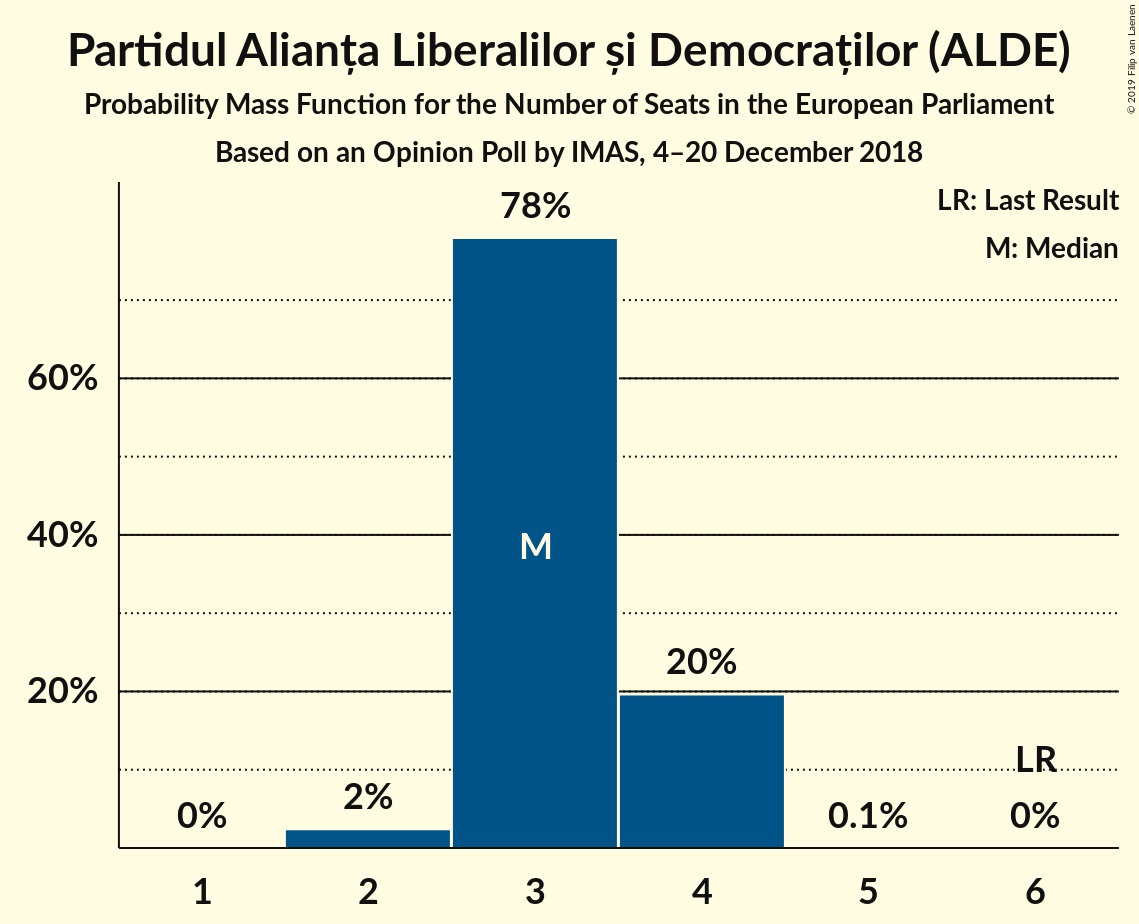 Partidul Alianța Liberalilor și Democraților (ALDE)
Probability Mass Function for the Number of Seats in the European Parliament
Based on an Opinion Poll by IMAS, 4–20 December 2018
© 2019 Filip van Laenen
LR: Last Result
M: Median
78%
60%
M
40%
20%
20%
LR
2%
0%
0.1%
0%
1 2 3 4 5 6